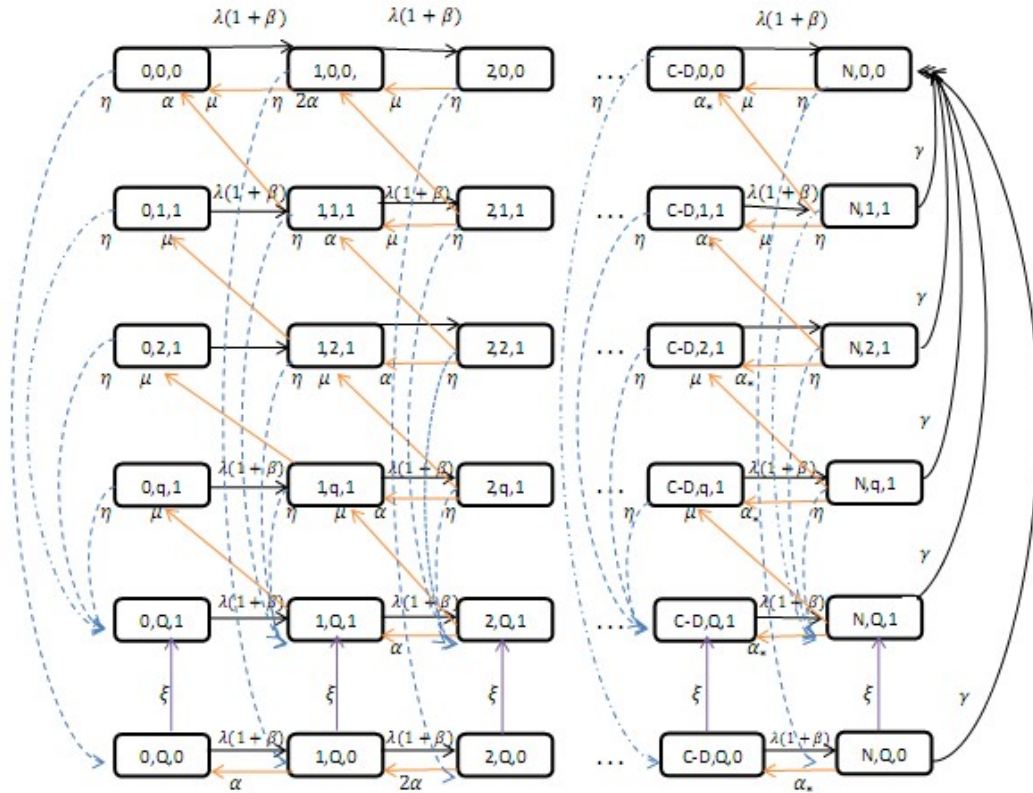 λ(1 + β) λ(1 + β) λ(1 + β)
0,0,0 1,0,0, 2,0,0 ... C-D,0,0 N,0,0
η α μ η 2α μ η η α* μ η
γ
λ(1 + β) λ(1 + β) λ(1 + β)
0,1,1 1,1,1 2,1,1 ... C-D,1,1 N,1,1
η μ η α μ η η α* μ η
γ
0,2,1 1,2,1 2,2,1 ... C-D,2,1 N,2,1
η μ η μ α η η μ α* η
γ
λ(1 + β) λ(1 + β) λ(1 + β)
0,q,1 1,q,1 2,q,1 ... C-D,q,1 N,q,1
η μ η μ α η η μ α* η
γ
λ(1 + β) λ(1 + β) λ(1 + β)
0,Q,1 1,Q,1 2,Q,1 ... C-D,Q,1 N,Q,1
α α*
ξ ξ ξ ξ ξ γ
λ(1 + β) λ(1 + β) λ(1 + β)
0,Q,0 1,Q,0 2,Q,0 ... C-D,Q,0 N,Q,0
α 2α α*